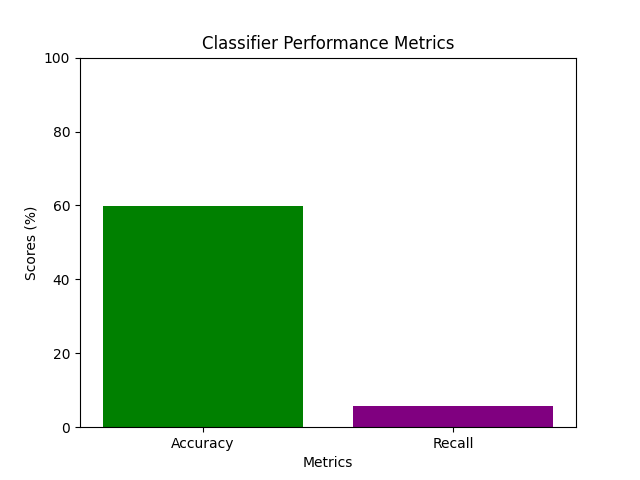 Classifier Performance Metrics
100
80
60
40
20
0
Scores (%)
Accuracy
Recall
Metrics